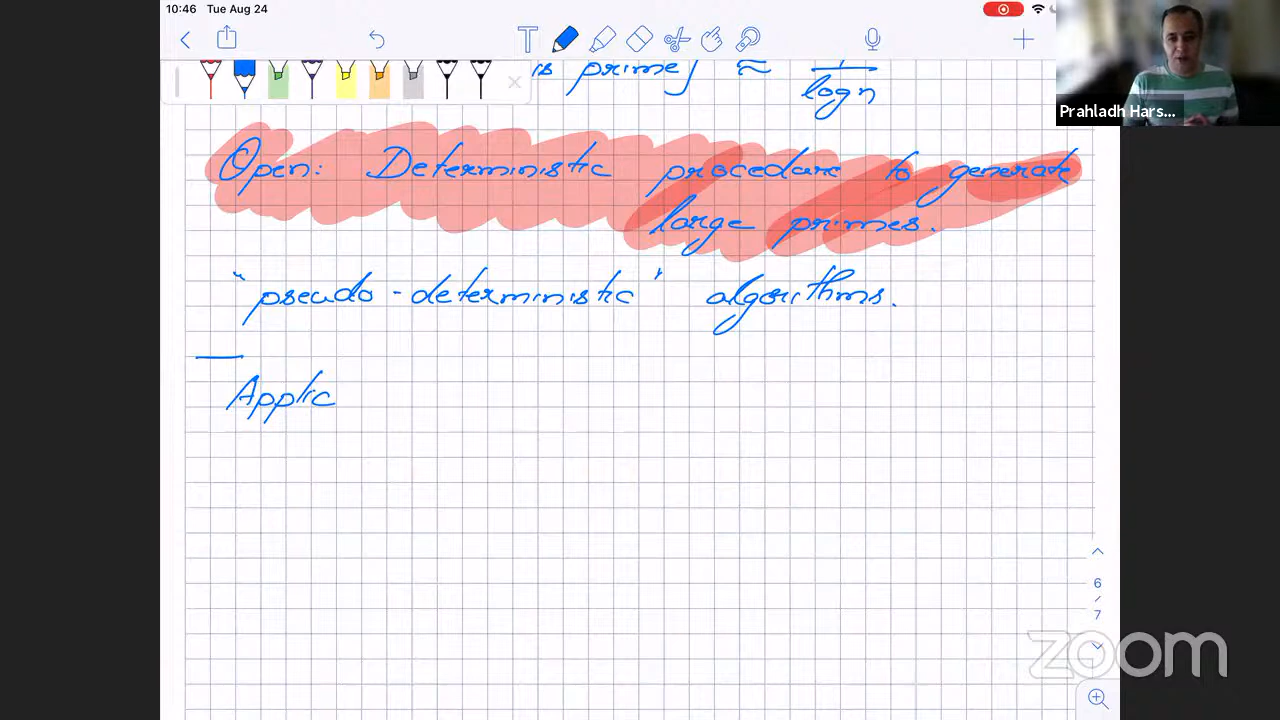 10:46 Tue Aug 24
is prime] ≈ 1/log n
Open: Deterministic procedure to generate
large primes.
"pseudo-deterministic" algorithms.
Applic
Prahladh Hars...
6
/
7
zoom